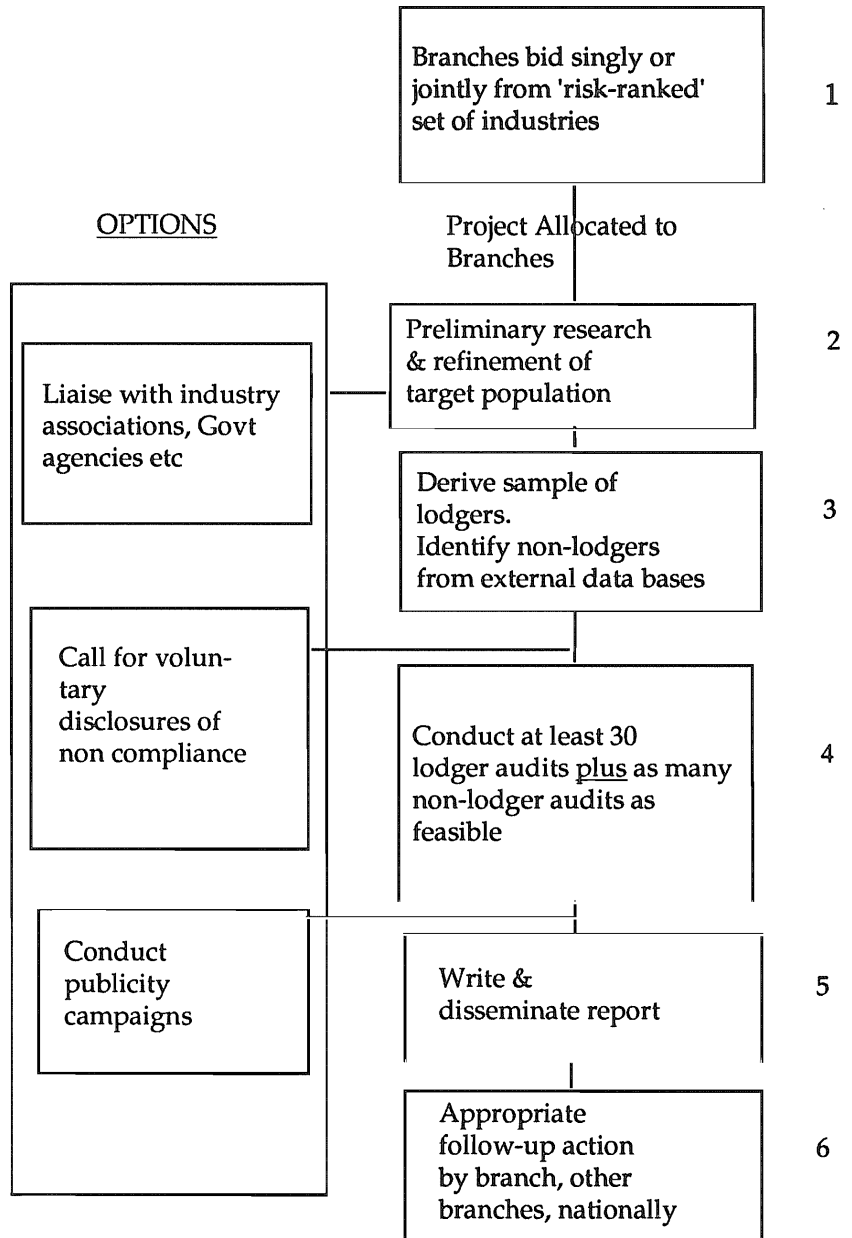 Branches bid singly or
jointly from 'risk-ranked'
set of industries
1
OPTIONS
Project Allocated to
Branches
Preliminary research
& refinement of
target population
2
Liaise with industry
associations, Govt
agencies etc
Derive sample of
lodgers.
Identify non-lodgers
from external data bases
3
Call for volun-
tary
disclosures of
non compliance
Conduct at least 30
lodger audits plus as many
non-lodger audits as
feasible
4
Conduct
publicity
campaigns
Write &
disseminate report
5
Appropriate
follow-up action
by branch, other
branches, nationally
6